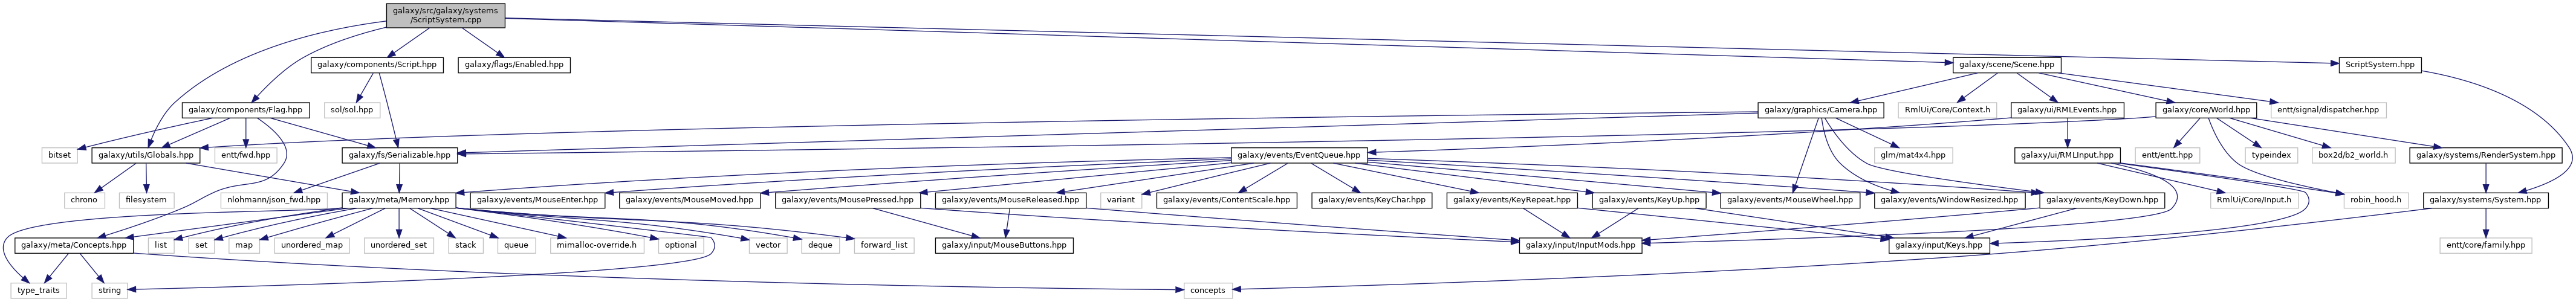 galaxy/src/galaxy/systems
/ScriptSystem.cpp
galaxy/components/Script.hpp
galaxy/flags/Enabled.hpp
galaxy/scene/Scene.hpp
ScriptSystem.hpp
galaxy/components/Flag.hpp
sol/sol.hpp
galaxy/graphics/Camera.hpp
RmlUi/Core/Context.h
galaxy/ui/RMLEvents.hpp
galaxy/core/World.hpp
entt/signal/dispatcher.hpp
bitset
galaxy/utils/Globals.hpp
entt/fwd.hpp
galaxy/fs/Serializable.hpp
galaxy/events/EventQueue.hpp
glm/mat4x4.hpp
galaxy/ui/RMLInput.hpp
entt/entt.hpp
typeindex
box2d/b2_world.h
galaxy/systems/RenderSystem.hpp
chrono
filesystem
nlohmann/json_fwd.hpp
galaxy/meta/Memory.hpp
galaxy/events/MouseEnter.hpp
galaxy/events/MouseMoved.hpp
galaxy/events/MousePressed.hpp
galaxy/events/MouseReleased.hpp
variant
galaxy/events/ContentScale.hpp
galaxy/events/KeyChar.hpp
galaxy/events/KeyRepeat.hpp
galaxy/events/KeyUp.hpp
galaxy/events/MouseWheel.hpp
galaxy/events/WindowResized.hpp
galaxy/events/KeyDown.hpp
RmlUi/Core/Input.h
robin_hood.h
galaxy/systems/System.hpp
galaxy/meta/Concepts.hpp
list
set
map
unordered_map
unordered_set
stack
queue
mimalloc-override.h
optional
vector
deque
forward_list
galaxy/input/MouseButtons.hpp
galaxy/input/InputMods.hpp
galaxy/input/Keys.hpp
entt/core/family.hpp
type_traits
string
concepts